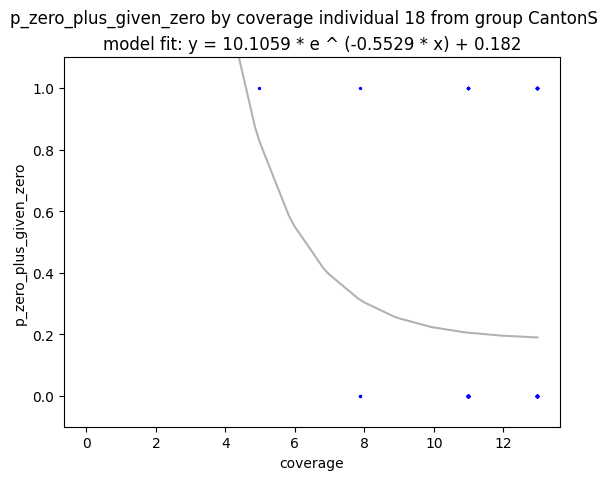 p_zero_plus_given_zero by coverage individual 18 from group CantonS
model fit: y = 10.1059 * e ^ (-0.5529 * x) + 0.182
1.0
0.8
0.6
0.4
0.2
0.0
p_zero_plus_given_zero
0 2 4 6 8 10 12
coverage